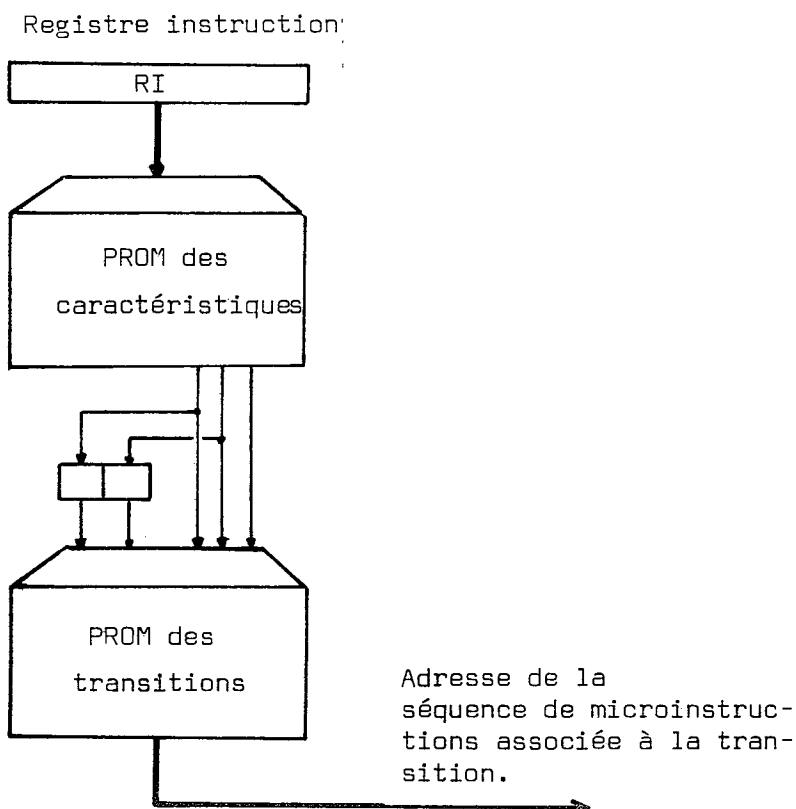 Registre instruction
RI
PROM des
caractéristiques
PROM des
transitions
Adresse de la
séquence de microinstruc-
tions associée à la tran-
sition.